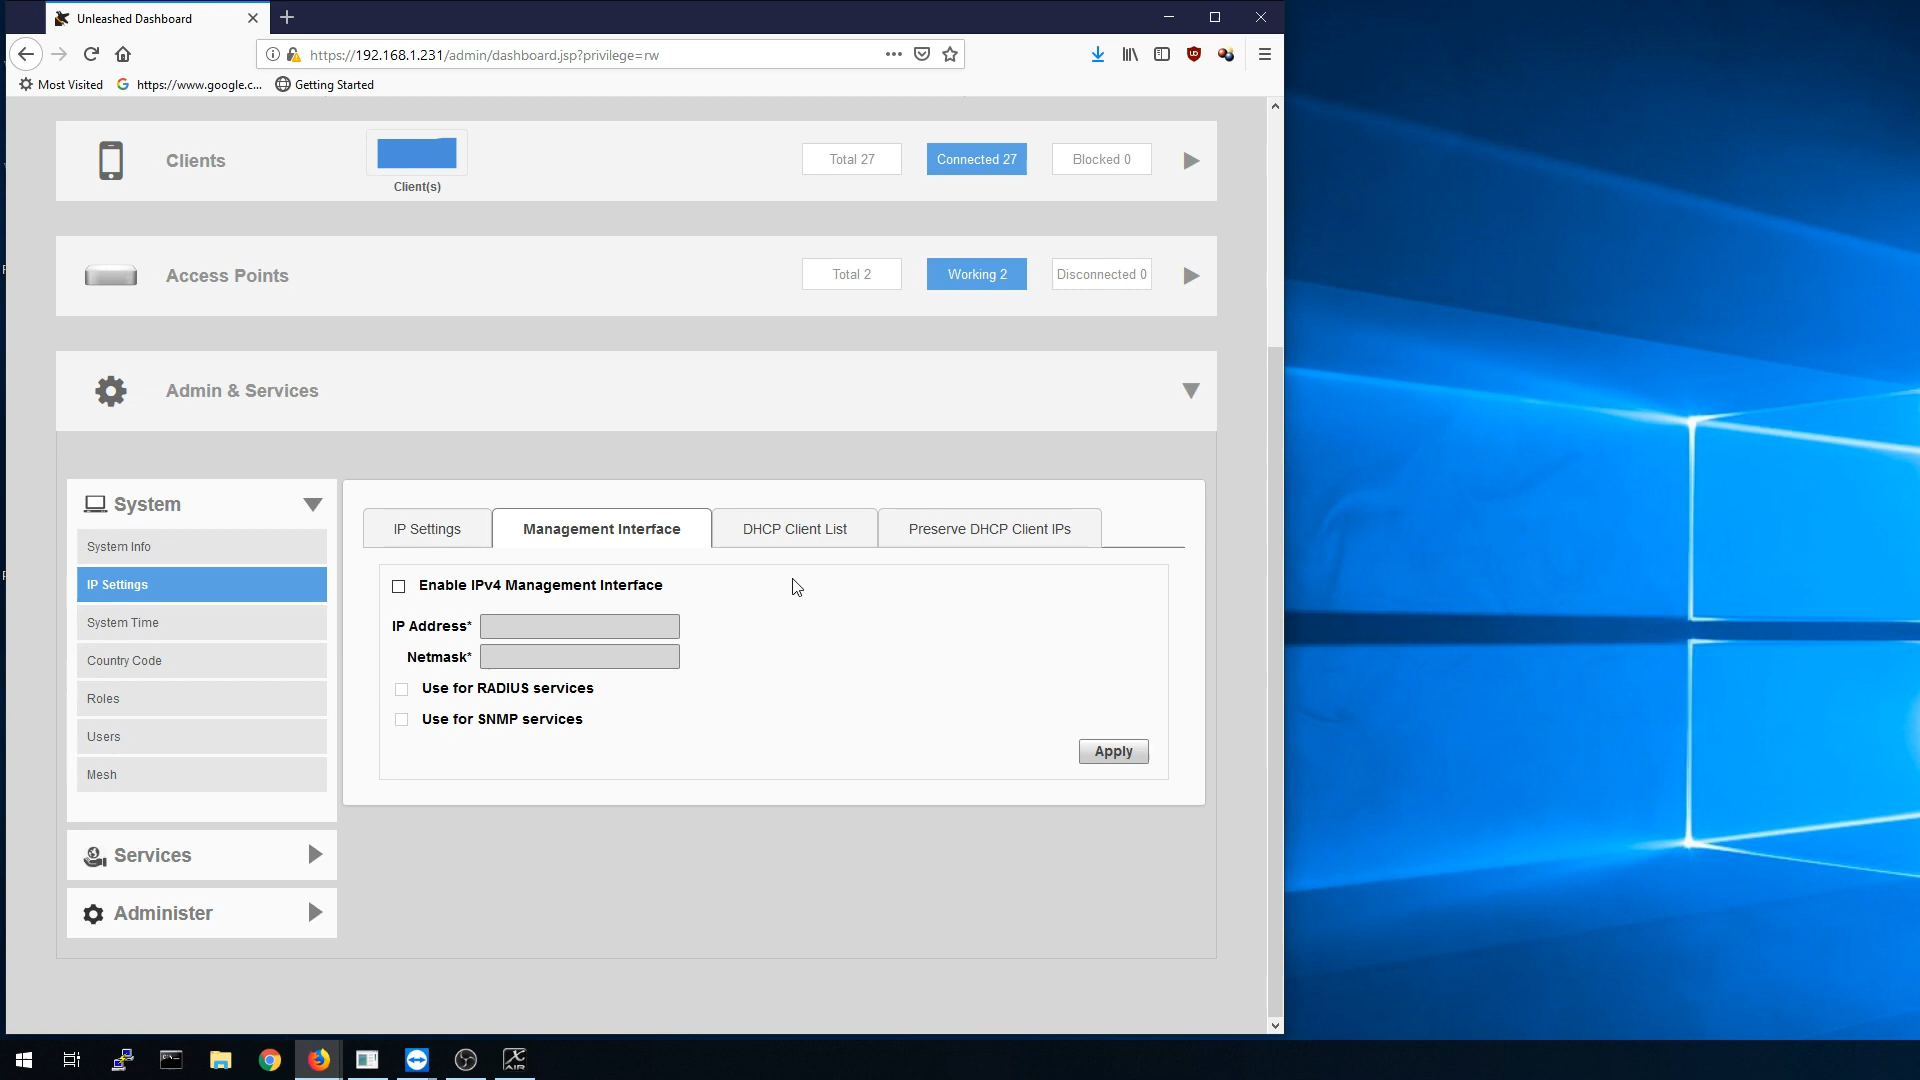 Unleashed Dashboard
https://192.168.1.231/admin/dashboard.jsp?privilege=rw
Most Visited
https://www.google.c...
Getting Started
Clients
Client(s)
Total 27
Connected 27
Blocked 0
Access Points
Total 2
Working 2
Disconnected 0
Admin & Services
System
System Info
IP Settings
System Time
Country Code
Roles
Users
Mesh
Services
Administer
IP Settings
Management Interface
DHCP Client List
Preserve DHCP Client IPs
Enable IPv4 Management Interface
IP Address*
Netmask*
Use for RADIUS services
Use for SNMP services
Apply
X AIR